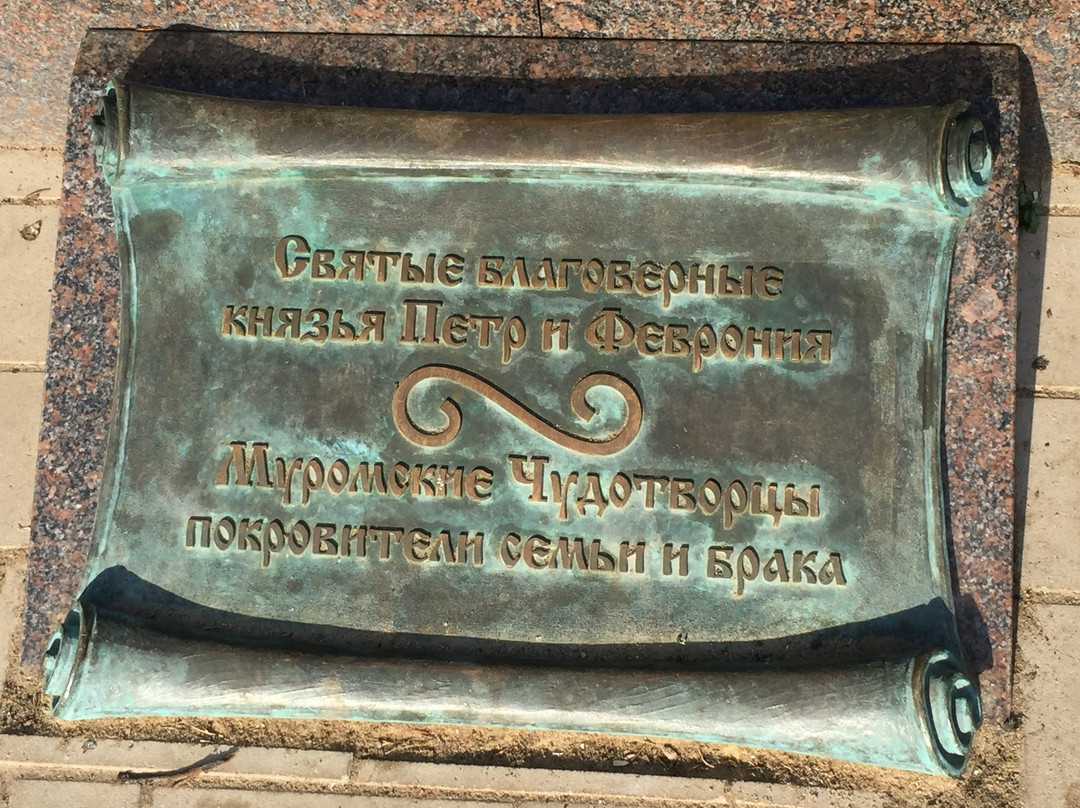 Святые благоверные
князья Петр и Феврония
Муромские Чудотворцы
покровители семьи и брака